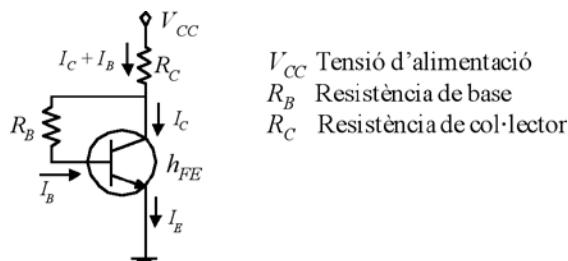 V_CC
I_C + I_B
R_C
R_B
I_C
h_FE
I_B
I_E
V_CC Tensió d'alimentació
R_B Resistència de base
R_C Resistència de col·lector